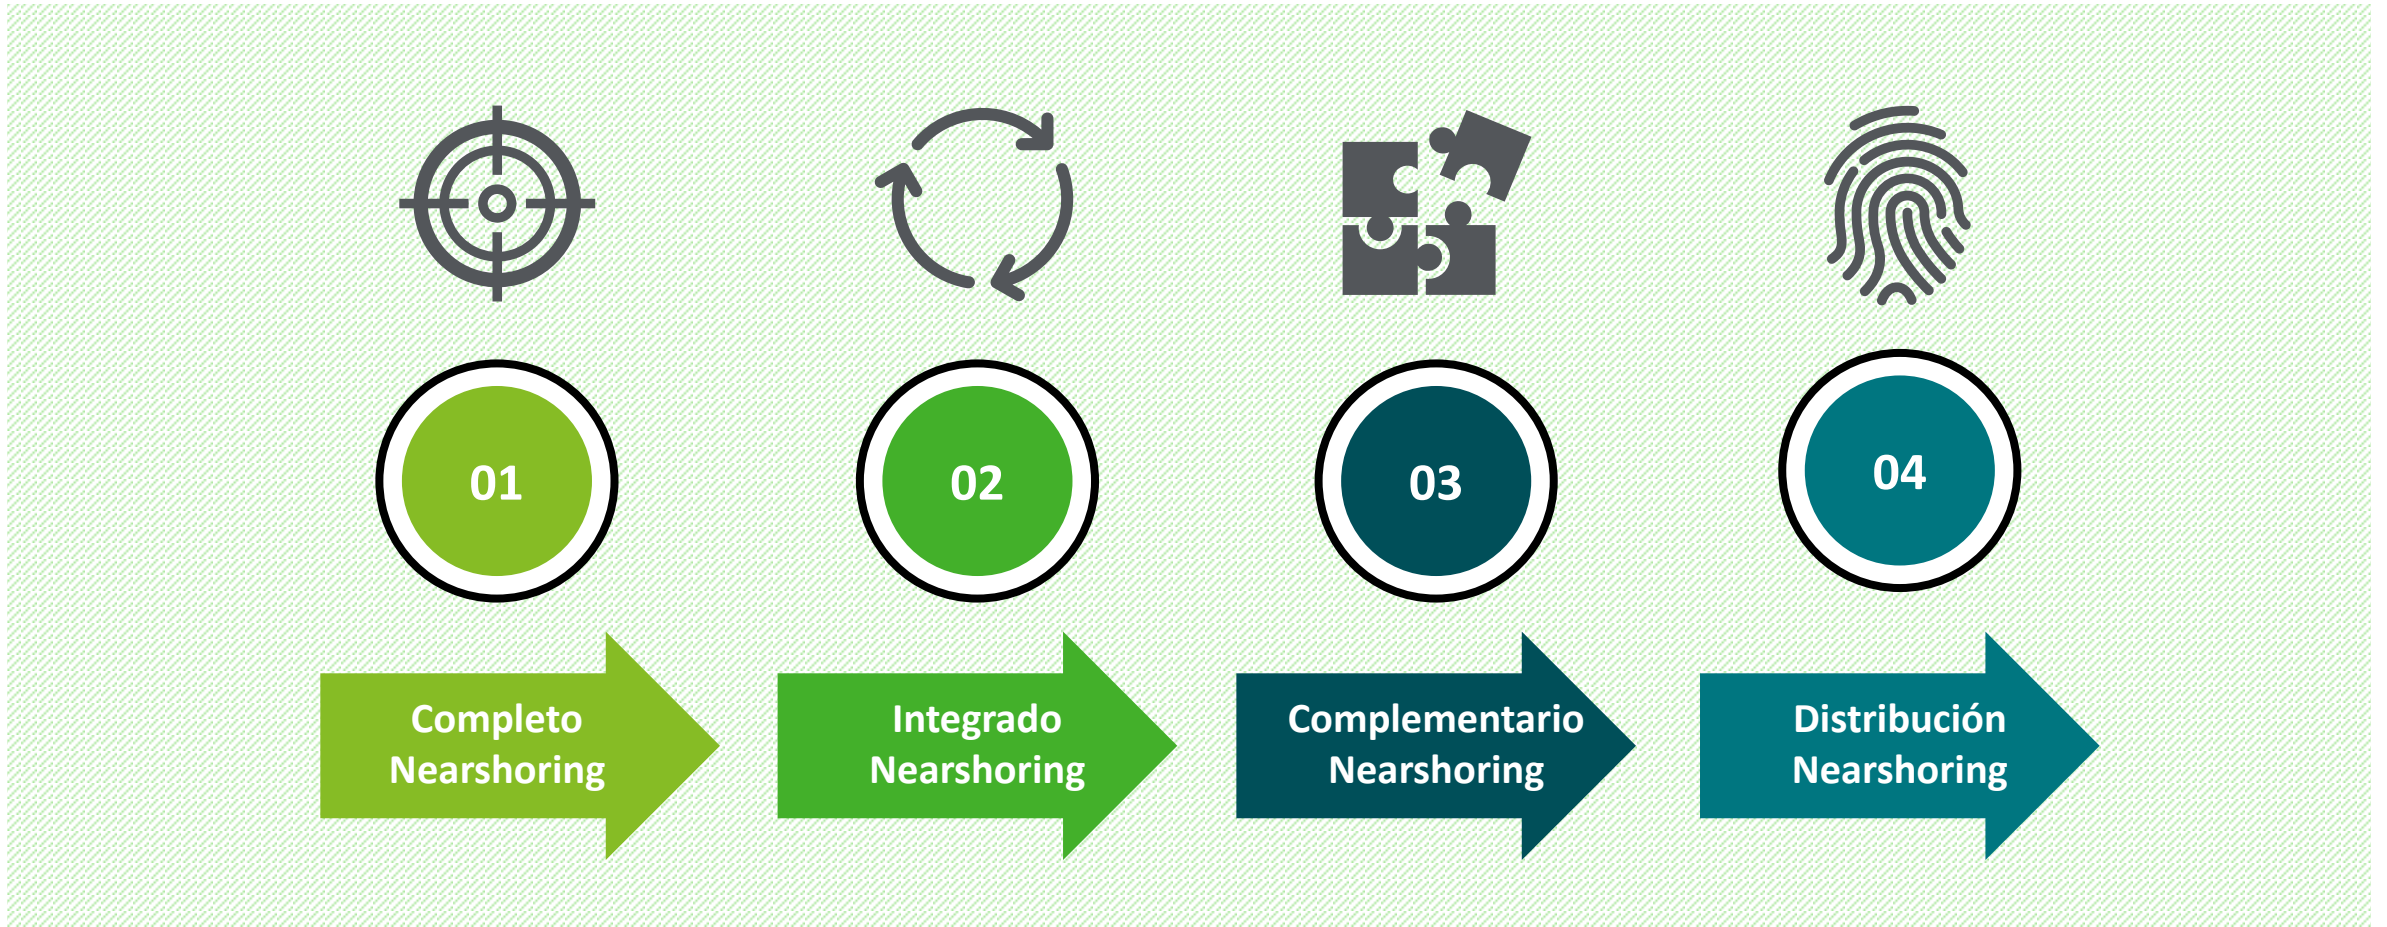 01
02
03
04
Completo
Nearshoring
Integrado
Nearshoring
Complementario
Nearshoring
Distribución
Nearshoring